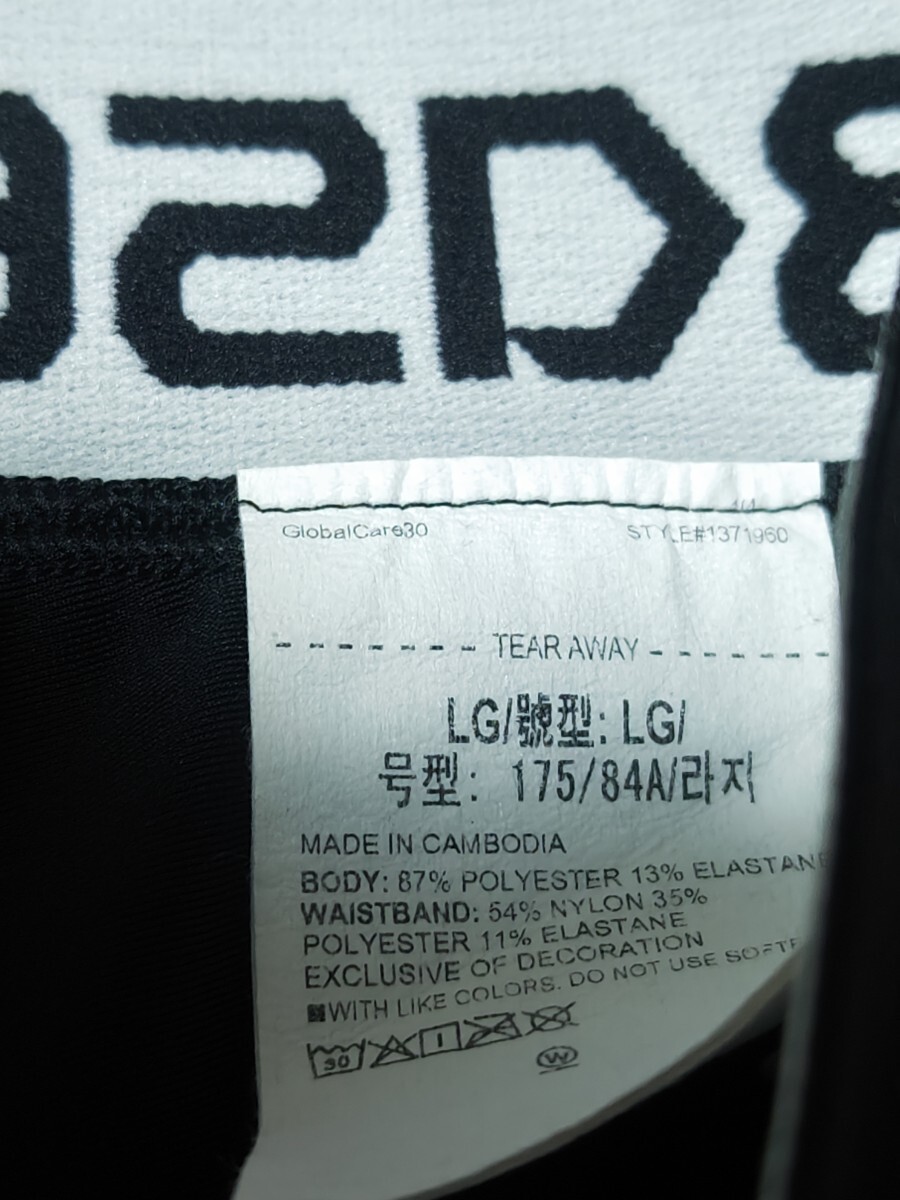 2D8
GlobalCare30 STYLE#1371960
TEAR AWAY
LG/號型: LG/
号型: 175/84A/라지
MADE IN CAMBODIA
BODY: 87% POLYESTER 13% ELASTANE
WAISTBAND: 54% NYLON 35%
POLYESTER 11% ELASTANE
EXCLUSIVE OF DECORATION
WITH LIKE COLORS. DO NOT USE
30
W